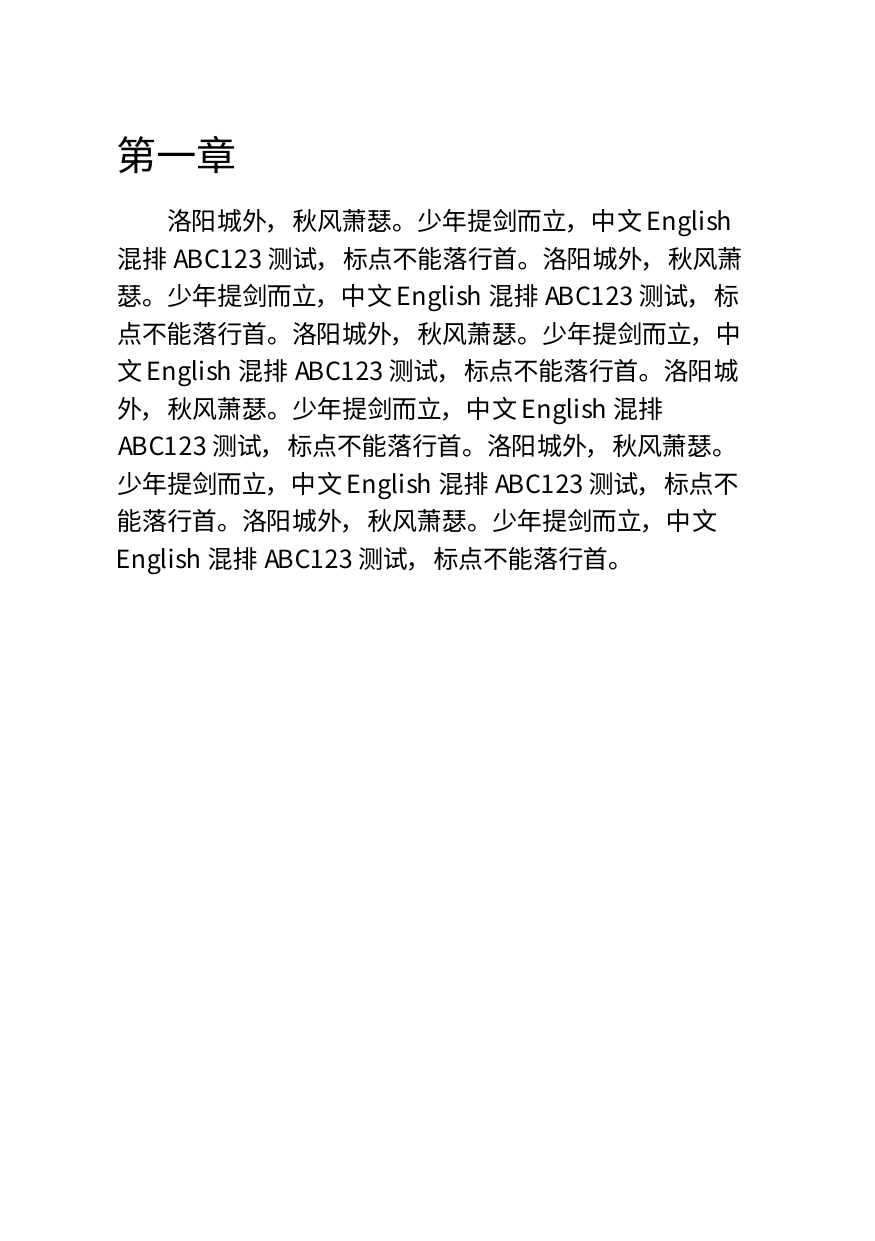 第一章
洛阳城外，秋风萧瑟。少年提剑而立，中文 English
混排 ABC123 测试，标点不能落行首。洛阳城外，秋风萧
瑟。少年提剑而立，中文 English 混排 ABC123 测试，标
点不能落行首。洛阳城外，秋风萧瑟。少年提剑而立，中
文 English 混排 ABC123 测试，标点不能落行首。洛阳城
外，秋风萧瑟。少年提剑而立，中文 English 混排
ABC123 测试，标点不能落行首。洛阳城外，秋风萧瑟。
少年提剑而立，中文 English 混排 ABC123 测试，标点不
能落行首。洛阳城外，秋风萧瑟。少年提剑而立，中文
English 混排 ABC123 测试，标点不能落行首。